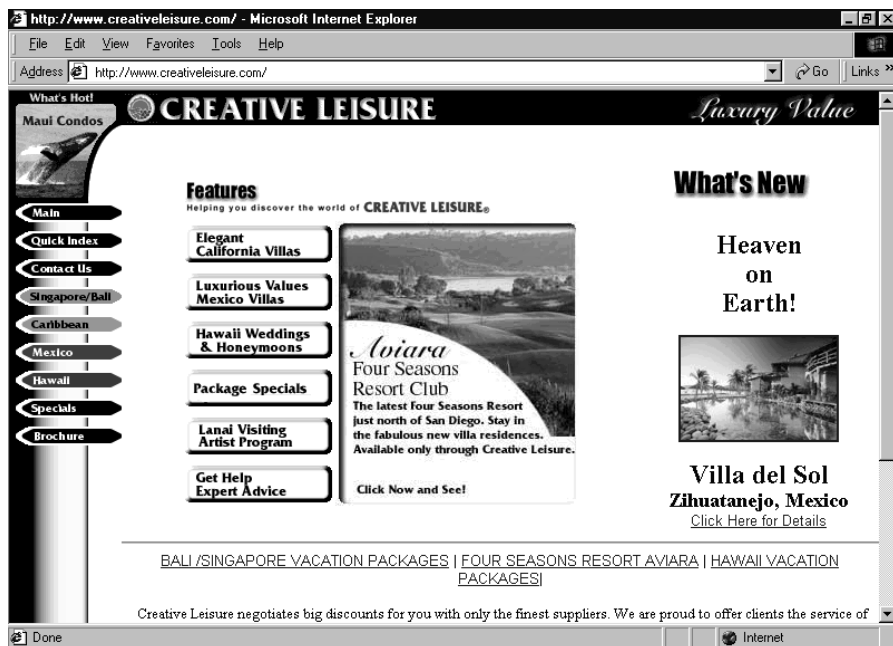 http://www.creativeleisure.com/ - Microsoft Internet Explorer
File Edit View Favorites Tools Help
Address http://www.creativeleisure.com/ Go Links »
What's Hot!
Maui Condos
CREATIVE LEISURE
Luxury Value
Main
Quick Index
Contact Us
Singapore/Bali
Caribbean
Mexico
Hawaii
Specials
Brochure
Features
Helping you discover the world of CREATIVE LEISURE®
Elegant
California Villas
Luxurious Values
Mexico Villas
Hawaii Weddings
& Honeymoons
Package Specials
Lanai Visiting
Artist Program
Get Help
Expert Advice
Aviara
Four Seasons
Resort Club
The latest Four Seasons Resort
just north of San Diego. Stay in
the fabulous new villa residences.
Available only through Creative Leisure.
Click Now and See!
What's New
Heaven
on
Earth!
Villa del Sol
Zihuatanejo, Mexico
Click Here for Details
BALI /SINGAPORE VACATION PACKAGES | FOUR SEASONS RESORT AVIARA | HAWAII VACATION
PACKAGES|
Creative Leisure negotiates big discounts for you with only the finest suppliers. We are proud to offer clients the service of
Done Internet